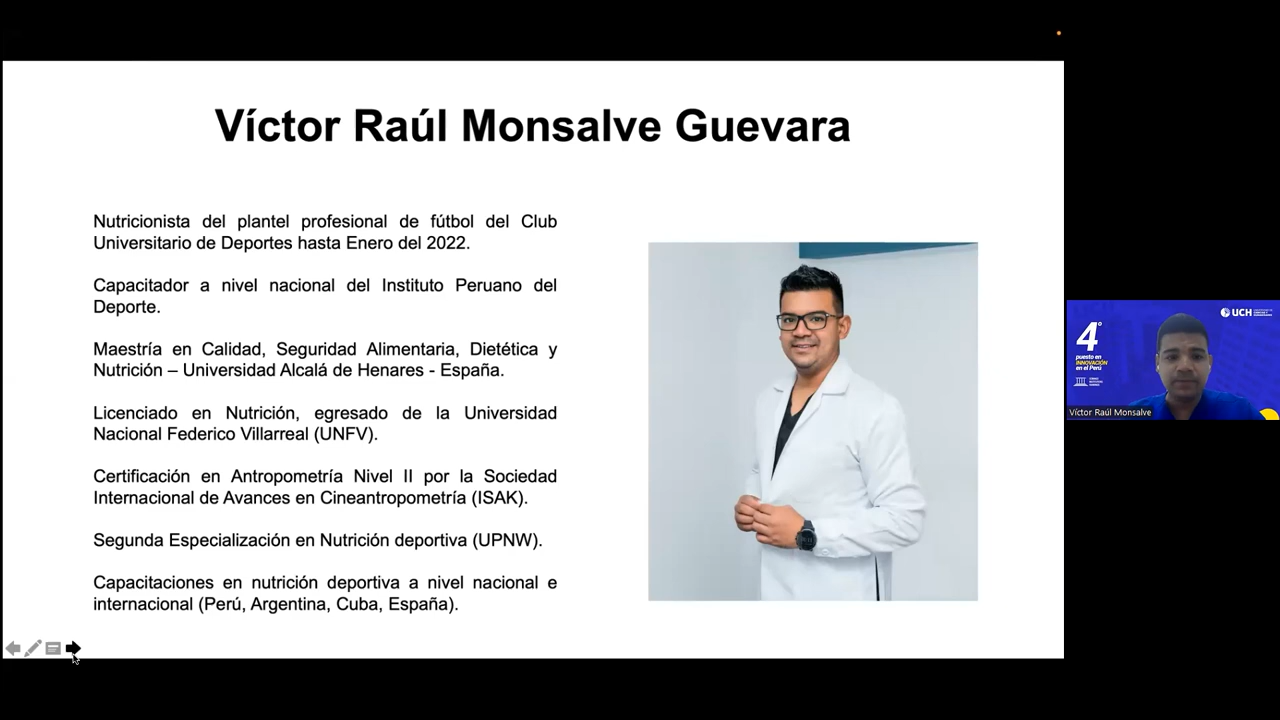 Víctor Raúl Monsalve Guevara
Nutricionista del plantel profesional de fútbol del Club
Universitario de Deportes hasta Enero del 2022.
Capacitador a nivel nacional del Instituto Peruano del
Deporte.
Maestría en Calidad, Seguridad Alimentaria, Dietética y
Nutrición – Universidad Alcalá de Henares - España.
Licenciado en Nutrición, egresado de la Universidad
Nacional Federico Villarreal (UNFV).
Certificación en Antropometría Nivel II por la Sociedad
Internacional de Avances en Cineantropometría (ISAK).
Segunda Especialización en Nutrición deportiva (UPNW).
Capacitaciones en nutrición deportiva a nivel nacional e
internacional (Perú, Argentina, Cuba, España).
UCH
4°
puesto en
INNOVACIÓN
en el Perú
Víctor Raúl Monsalve